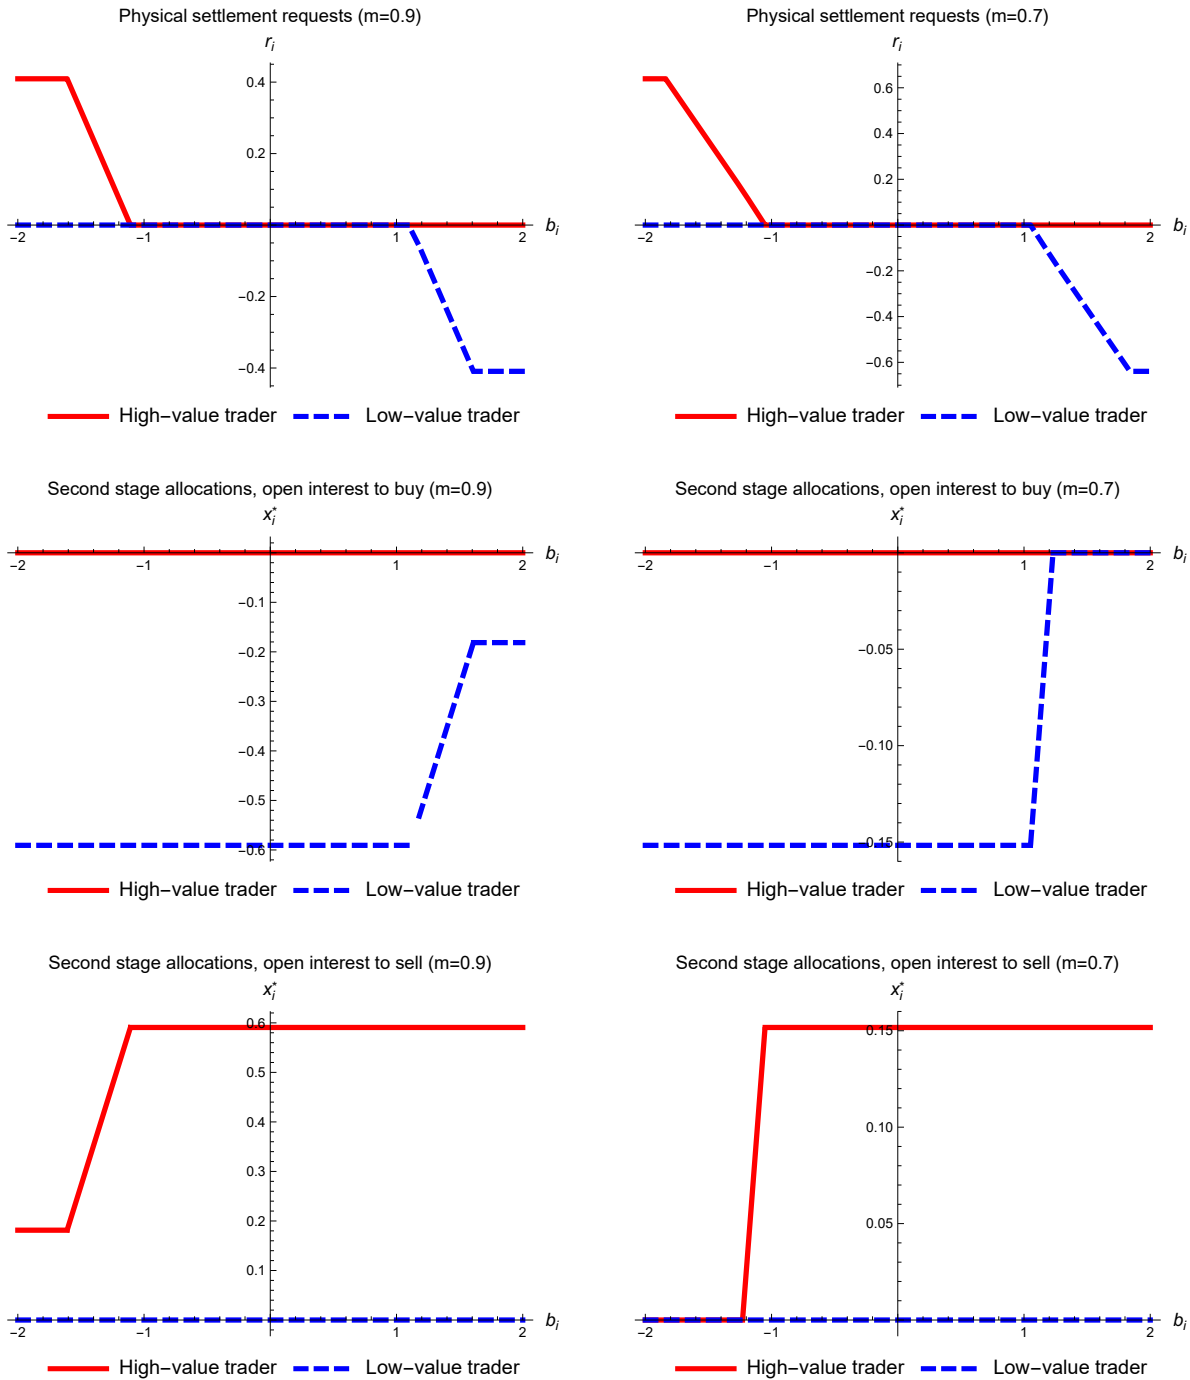 Physical settlement requests (m=0.9)
r_i
0.4
0.2
−2 −1 1 2 b_i
−0.2
−0.4
High−value trader Low−value trader
Physical settlement requests (m=0.7)
r_i
0.6
0.4
0.2
−2 −1 1 2 b_i
−0.2
−0.4
−0.6
High−value trader Low−value trader
Second stage allocations, open interest to buy (m=0.9)
x_i^*
−2 −1 1 2 b_i
−0.1
−0.2
−0.3
−0.4
−0.5
−0.6
High−value trader Low−value trader
Second stage allocations, open interest to buy (m=0.7)
x_i^*
−2 −1 1 2 b_i
−0.05
−0.10
−0.15
High−value trader Low−value trader
Second stage allocations, open interest to sell (m=0.9)
x_i^*
0.6
0.5
0.4
0.3
0.2
0.1
−2 −1 1 2 b_i
High−value trader Low−value trader
Second stage allocations, open interest to sell (m=0.7)
x_i^*
0.15
0.10
0.05
−2 −1 1 2 b_i
High−value trader Low−value trader